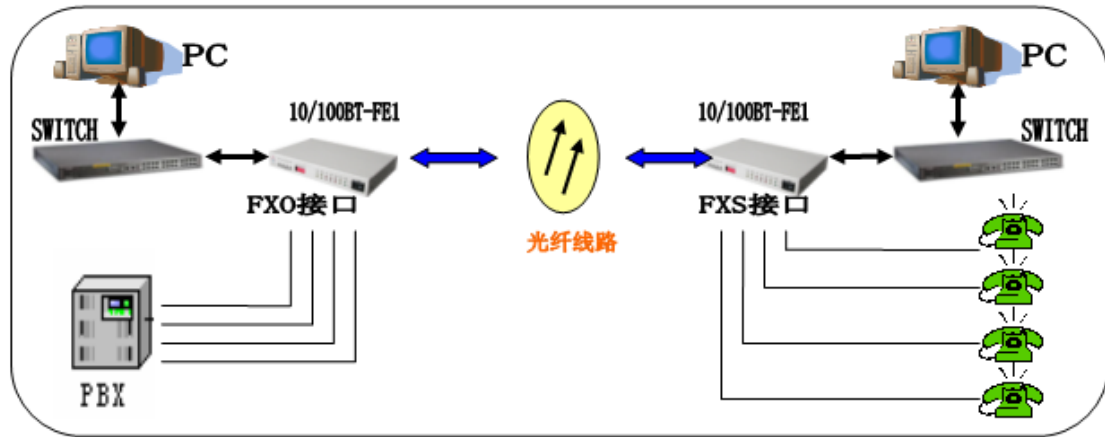 PC
PC
10/100BT-FE1
10/100BT-FE1
SWITCH
SWITCH
FXO接口
FXS接口
光纤线路
PBX